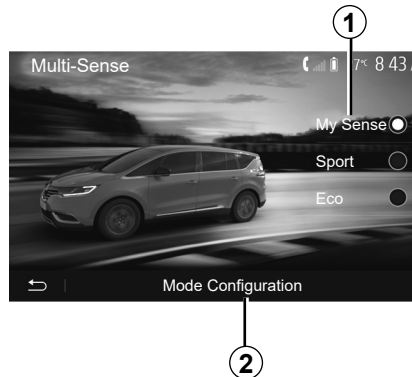 1
Multi-Sense 7°C 8 43
My Sense
Sport
Eco
Mode Configuration
2